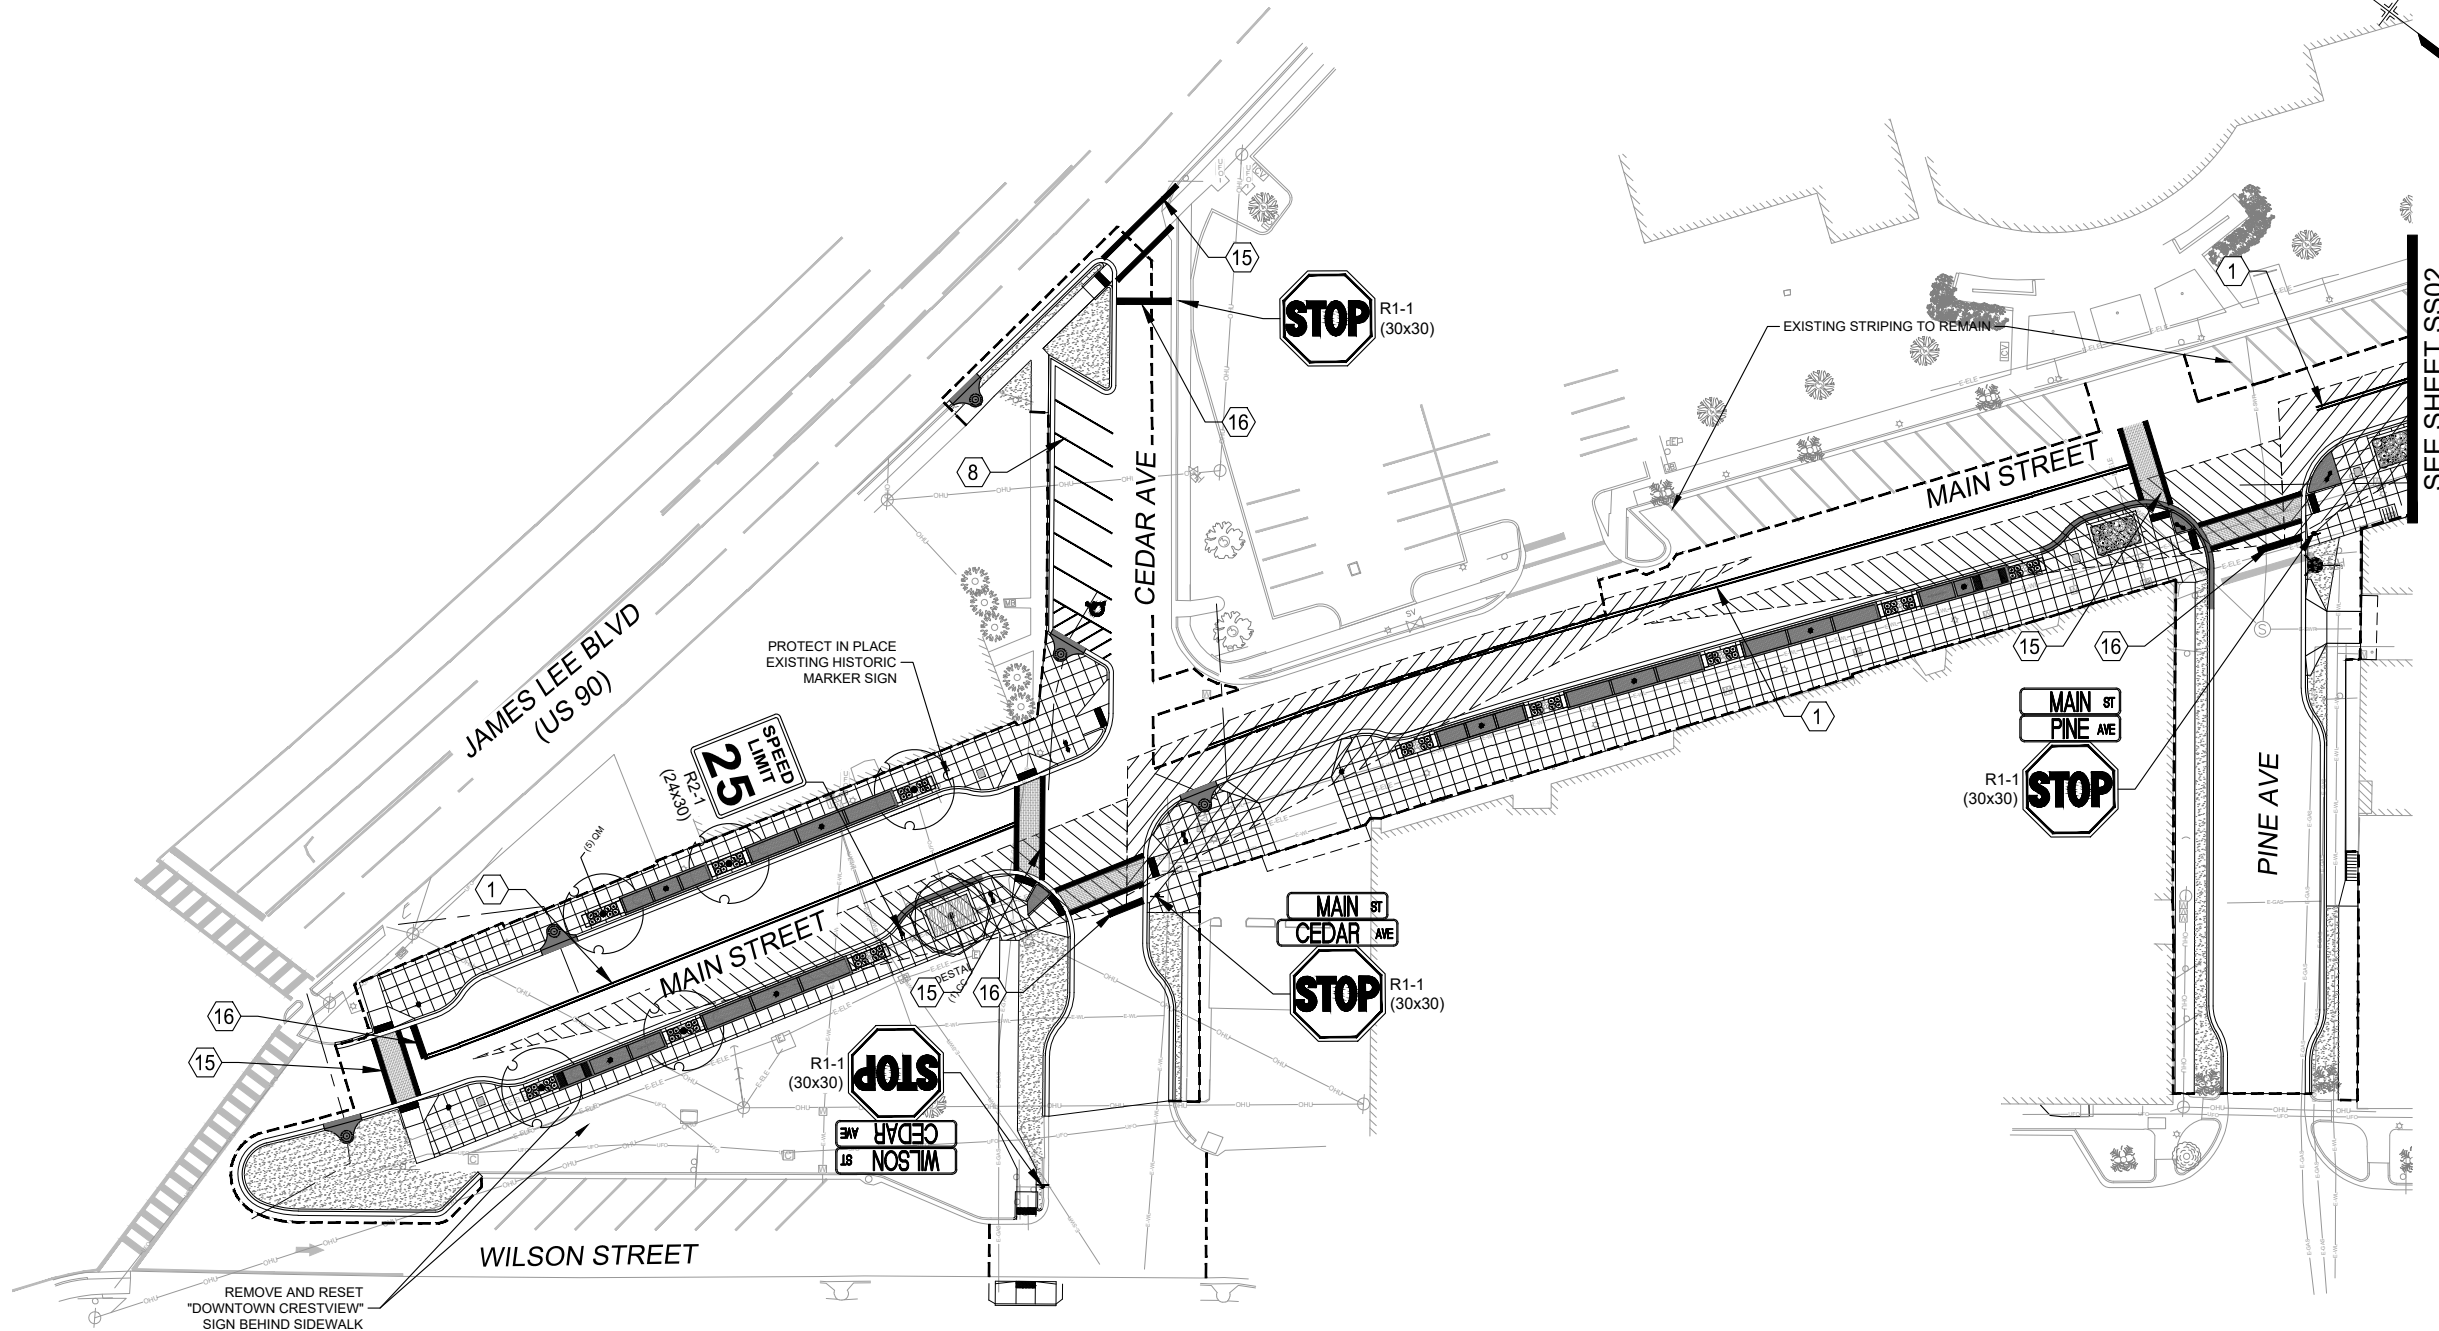 15
STOP
R1-1
(30x30)
1
EXISTING STRIPING TO REMAIN
SEE SHEET SS02
16
8
CEDAR AVE
MAIN STREET
JAMES LEE BLVD
(US 90)
PROTECT IN PLACE
EXISTING HISTORIC
MARKER SIGN
SPEED
LIMIT
25
R2-1
(24x30)
(5) QM
1
1
15
16
MAIN ST
PINE AVE
R1-1
(30x30)
STOP
PINE AVE
MAIN STREET
MAIN ST
CEDAR AVE
STOP
R1-1
(30x30)
15
16
16
15
R1-1
(30x30)
STOP
CEDAR AVE
WILSON ST
WILSON STREET
REMOVE AND RESET
"DOWNTOWN CRESTVIEW"
SIGN BEHIND SIDEWALK